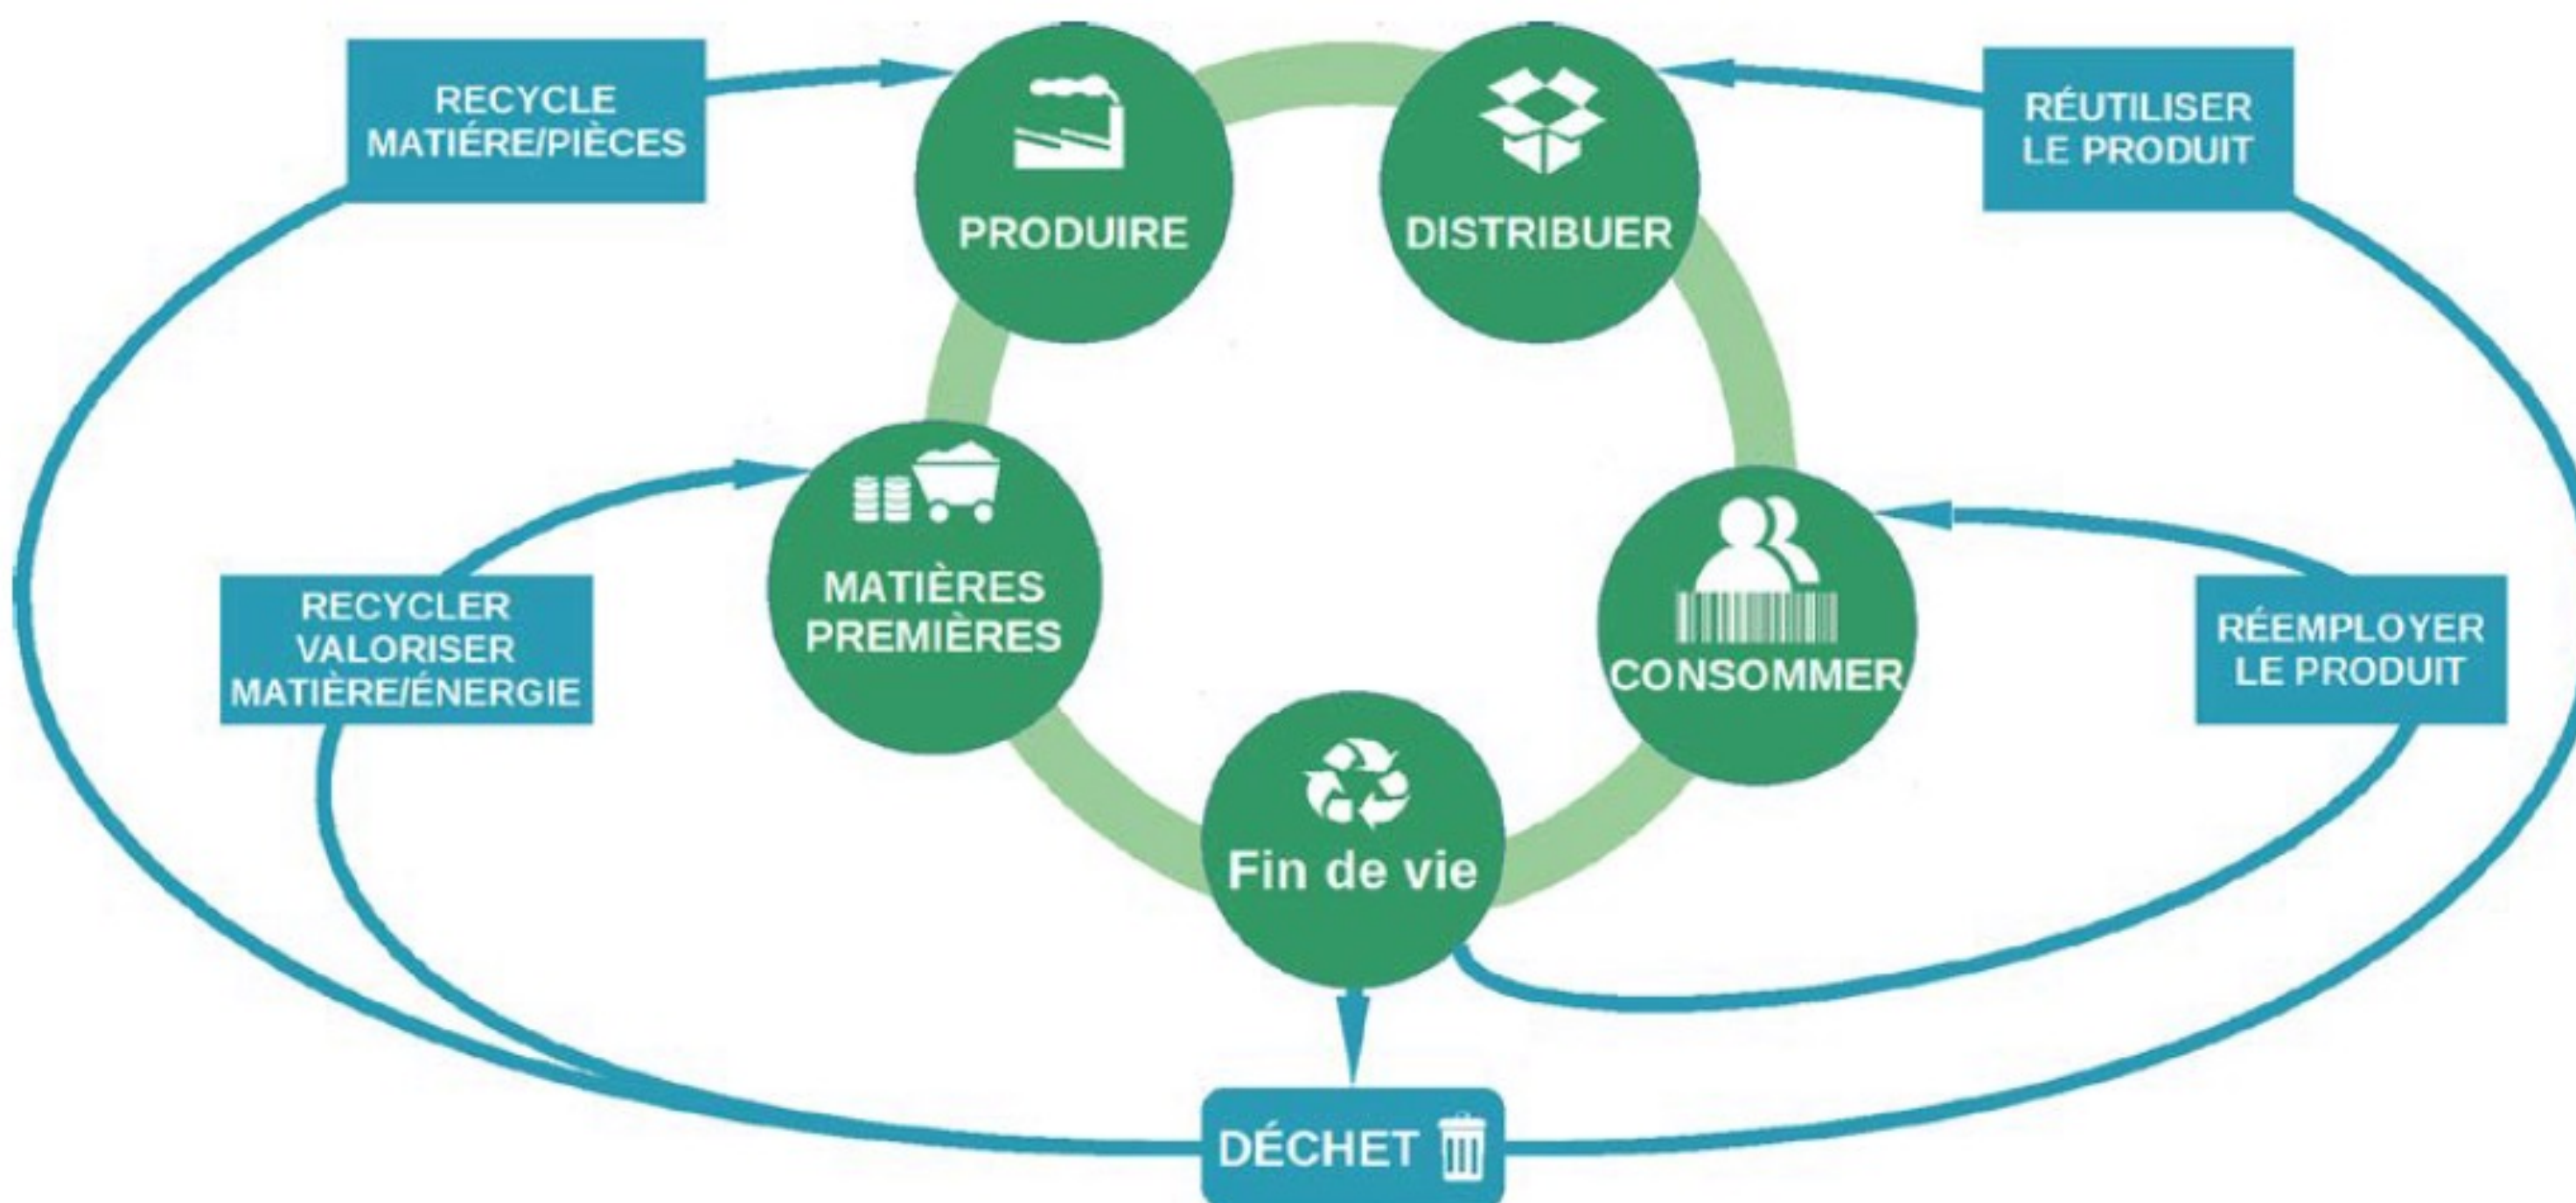 RECYCLE
MATIÉRE/PIÈCES
PRODUIRE
DISTRIBUER
RÉUTILISER
LE PRODUIT
MATIÈRES
PREMIÈRES
RECYCLER
VALORISER
MATIÈRE/ÉNERGIE
CONSOMMER
RÉEMPLOYER
LE PRODUIT
Fin de vie
DÉCHET